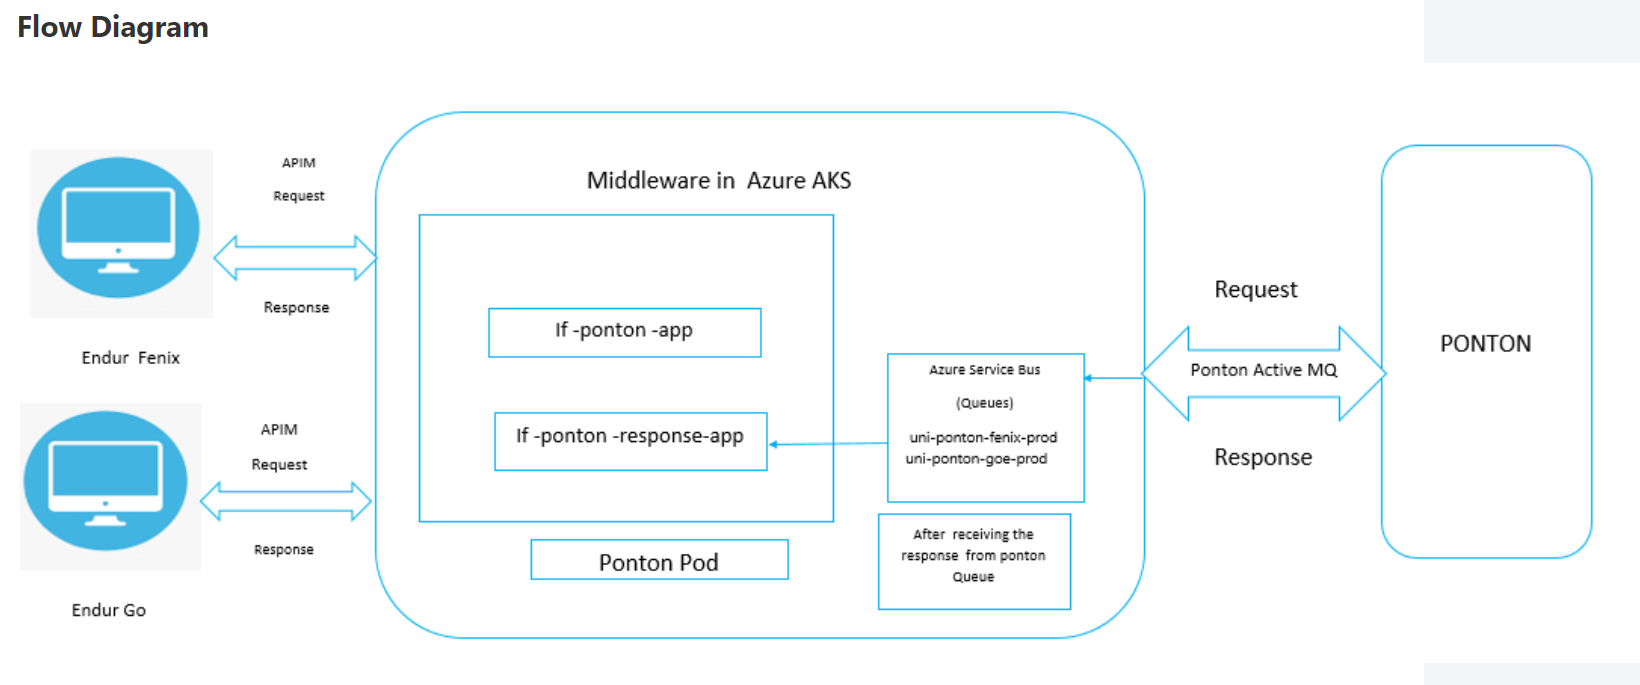 Flow Diagram
APIM
Request
Response
Endur Fenix
APIM
Request
Response
Endur Go
Middleware in Azure AKS
If -ponton -app
If -ponton -response-app
Ponton Pod
Azure Service Bus
(Queues)
uni-ponton-fenix-prod
uni-ponton-goe-prod
After receiving the
response from ponton
Queue
Request
Ponton Active MQ
Response
PONTON